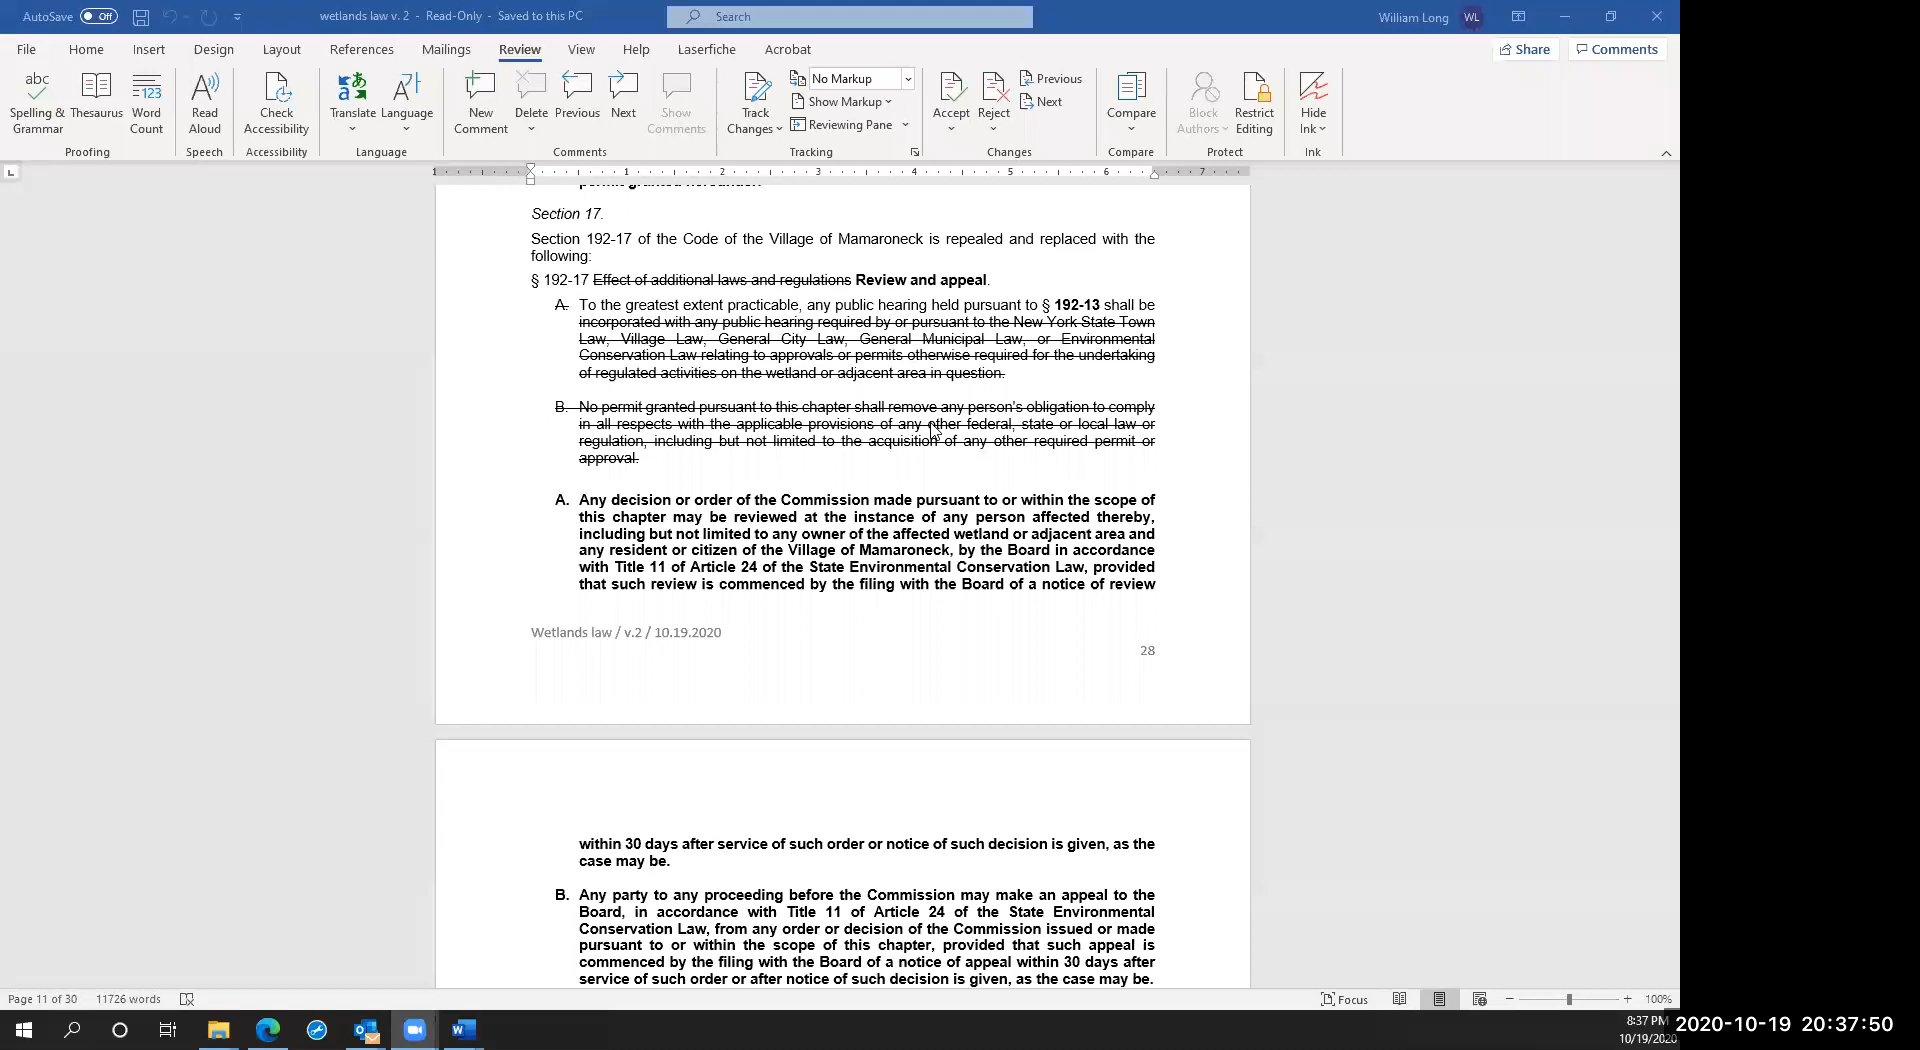 AutoSave Off
wetlands law v. 2 - Read-Only - Saved to this PC
Search
William Long WL
File Home Insert Design Layout References Mailings Review View Help Laserfiche Acrobat
Share Comments
abc
Spelling & Grammar
Thesaurus
123
Word Count
Read Aloud
Check Accessibility
Translate
Language
New Comment
Delete
Previous
Next
Show Comments
Track Changes
No Markup
Show Markup
Reviewing Pane
Accept
Reject
Previous
Next
Compare
Block Authors
Restrict Editing
Hide Ink
Proofing Speech Accessibility Language Comments Tracking Changes Compare Protect Ink
1 1 2 3 4 5 6 7
permit granted hereunder.
Section 17.
Section 192-17 of the Code of the Village of Mamaroneck is repealed and replaced with the
following:
§ 192-17 Effect of additional laws and regulations Review and appeal.
A. To the greatest extent practicable, any public hearing held pursuant to § 192-13 shall be
incorporated with any public hearing required by or pursuant to the New York State Town
Law, Village Law, General City Law, General Municipal Law, or Environmental
Conservation Law relating to approvals or permits otherwise required for the undertaking
of regulated activities on the wetland or adjacent area in question.
B. No permit granted pursuant to this chapter shall remove any person's obligation to comply
in all respects with the applicable provisions of any other federal, state or local law or
regulation, including but not limited to the acquisition of any other required permit or
approval.
A. Any decision or order of the Commission made pursuant to or within the scope of
this chapter may be reviewed at the instance of any person affected thereby,
including but not limited to any owner of the affected wetland or adjacent area and
any resident or citizen of the Village of Mamaroneck, by the Board in accordance
with Title 11 of Article 24 of the State Environmental Conservation Law, provided
that such review is commenced by the filing with the Board of a notice of review
Wetlands law / v.2 / 10.19.2020
28
within 30 days after service of such order or notice of such decision is given, as the
case may be.
B. Any party to any proceeding before the Commission may make an appeal to the
Board, in accordance with Title 11 of Article 24 of the State Environmental
Conservation Law, from any order or decision of the Commission issued or made
pursuant to or within the scope of this chapter, provided that such appeal is
commenced by the filing with the Board of a notice of appeal within 30 days after
service of such order or after notice of such decision is given, as the case may be.
Page 11 of 30 11726 words
Focus
100%
8:37 PM
10/19/2020
2020-10-19 20:37:50